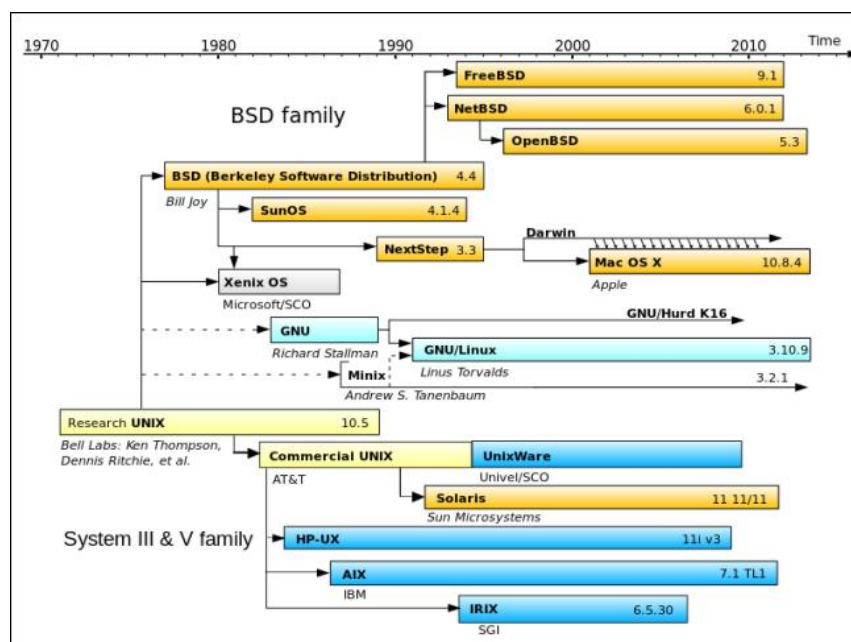 1970 1980 1990 2000 2010 Time
FreeBSD 9.1
BSD family
NetBSD 6.0.1
OpenBSD 5.3
BSD (Berkeley Software Distribution) 4.4
Bill Joy
SunOS 4.1.4
Darwin
NextStep 3.3
Mac OS X 10.8.4
Apple
Xenix OS
Microsoft/SCO
GNU/Hurd K16
GNU
Richard Stallman
GNU/Linux 3.10.9
Linus Torvalds
Minix 3.2.1
Andrew S. Tanenbaum
Research UNIX 10.5
Bell Labs: Ken Thompson,
Dennis Ritchie, et al.
Commercial UNIX UnixWare
AT&T Univel/SCO
Solaris 11 11/11
Sun Microsystems
System III & V family
HP-UX 11i v3
AIX 7.1 TL1
IBM
IRIX 6.5.30
SGI